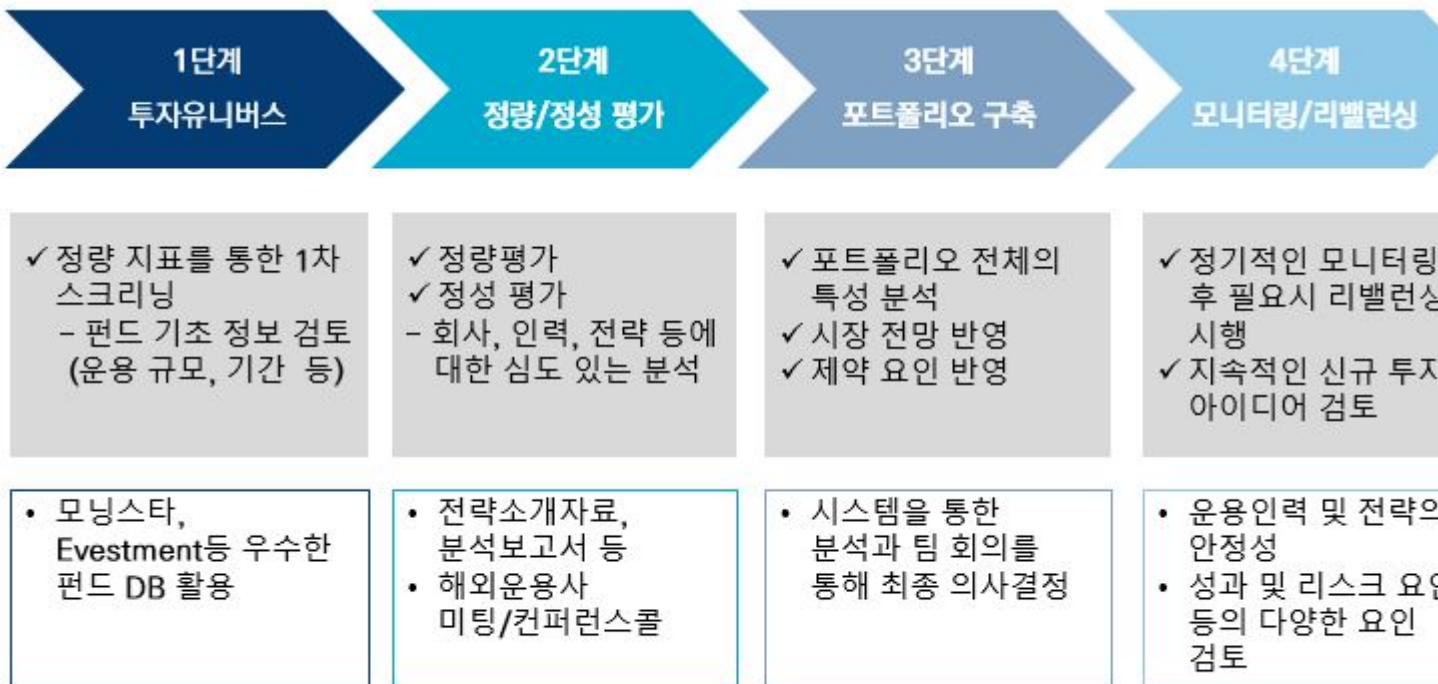 1단계
투자유니버스
2단계
정량/정성 평가
3단계
포트폴리오 구축
4단계
모니터링/리밸런싱
✓ 정량 지표를 통한 1차
스크리닝
– 펀드 기초 정보 검토
(운용 규모, 기간 등)
✓ 정량평가
✓ 정성 평가
– 회사, 인력, 전략 등에
대한 심도 있는 분석
✓ 포트폴리오 전체의
특성 분석
✓ 시장 전망 반영
✓ 제약 요인 반영
✓ 정기적인 모니터링
후 필요시 리밸런싱
시행
✓ 지속적인 신규 투자
아이디어 검토
• 모닝스타,
Evestment등 우수한
펀드 DB 활용
• 전략소개자료,
분석보고서 등
• 해외운용사
미팅/컨퍼런스콜
• 시스템을 통한
분석과 팀 회의를
통해 최종 의사결정
• 운용인력 및 전략의
안정성
• 성과 및 리스크 요인
등의 다양한 요인
검토